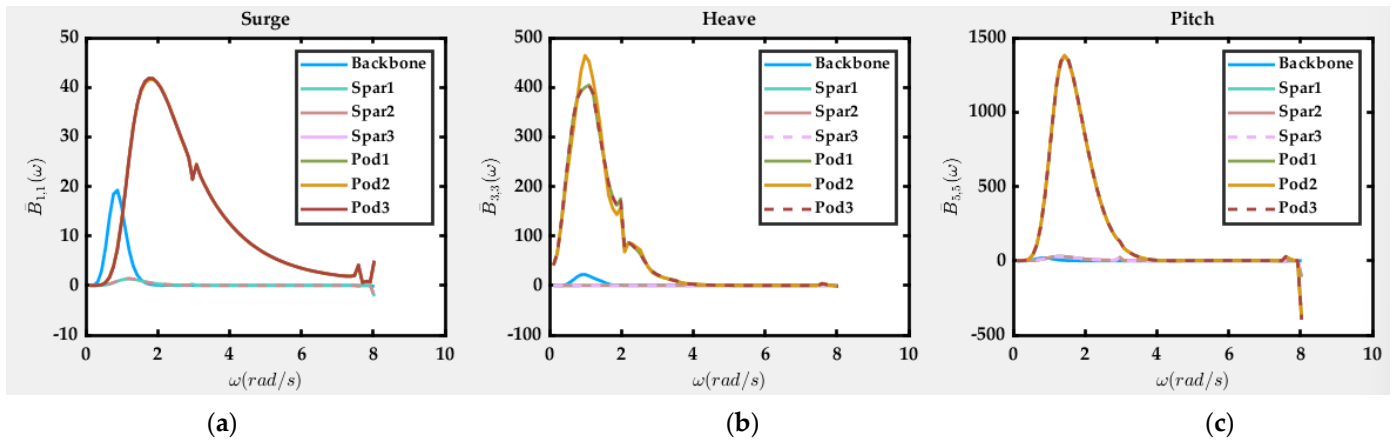 Surge
50
40
30
20
10
0
-10
0 2 4 6 8 10
B̄1,1(ω)
ω(rad/s)
Backbone
Spar1
Spar2
Spar3
Pod1
Pod2
Pod3
(a)
Heave
500
400
300
200
100
0
-100
0 2 4 6 8 10
B̄3,3(ω)
ω(rad/s)
Backbone
Spar1
Spar2
Spar3
Pod1
Pod2
Pod3
(b)
Pitch
1500
1000
500
0
-500
0 2 4 6 8 10
B̄5,5(ω)
ω(rad/s)
Backbone
Spar1
Spar2
Spar3
Pod1
Pod2
Pod3
(c)